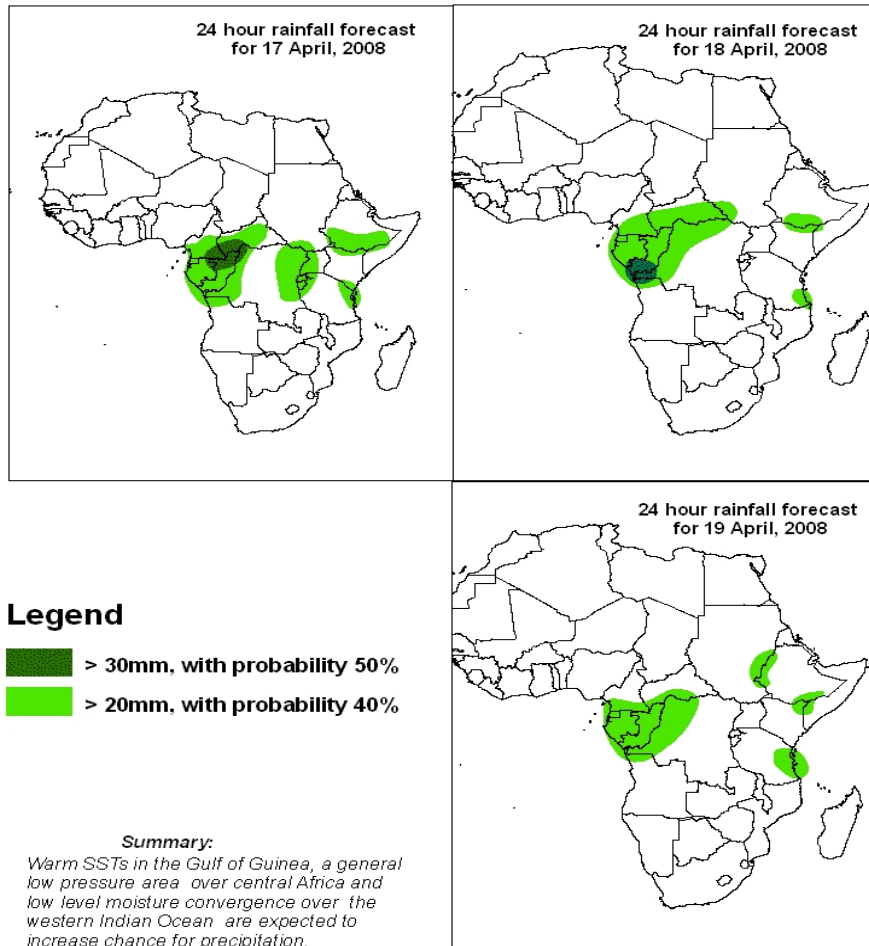 24 hour rainfall forecast
for 17 April, 2008
24 hour rainfall forecast
for 18 April, 2008
24 hour rainfall forecast
for 19 April, 2008
Legend
> 30mm, with probability 50%
> 20mm, with probability 40%
Summary:
Warm SSTs in the Gulf of Guinea, a general
low pressure area over central Africa and
low level moisture convergence over the
western Indian Ocean are expected to
increase chance for precipitation.